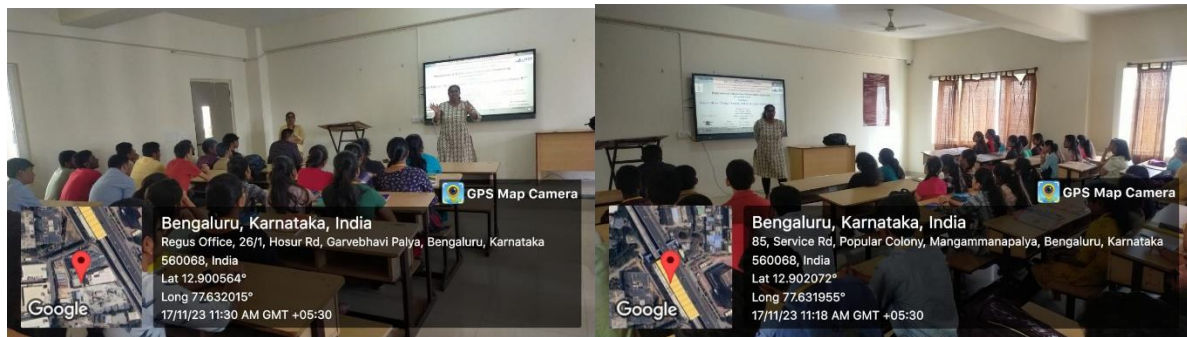 GPS Map Camera
Bengaluru, Karnataka, India
Regus Office, 26/1, Hosur Rd, Garvebhavi Palya, Bengaluru, Karnataka
560068, India
Lat 12.900564°
Long 77.632015°
17/11/23 11:30 AM GMT +05:30
Google
GPS Map Camera
Bengaluru, Karnataka, India
85, Service Rd, Popular Colony, Mangammanapalya, Bengaluru, Karnataka
560068, India
Lat 12.902072°
Long 77.631955°
17/11/23 11:18 AM GMT +05:30
Google